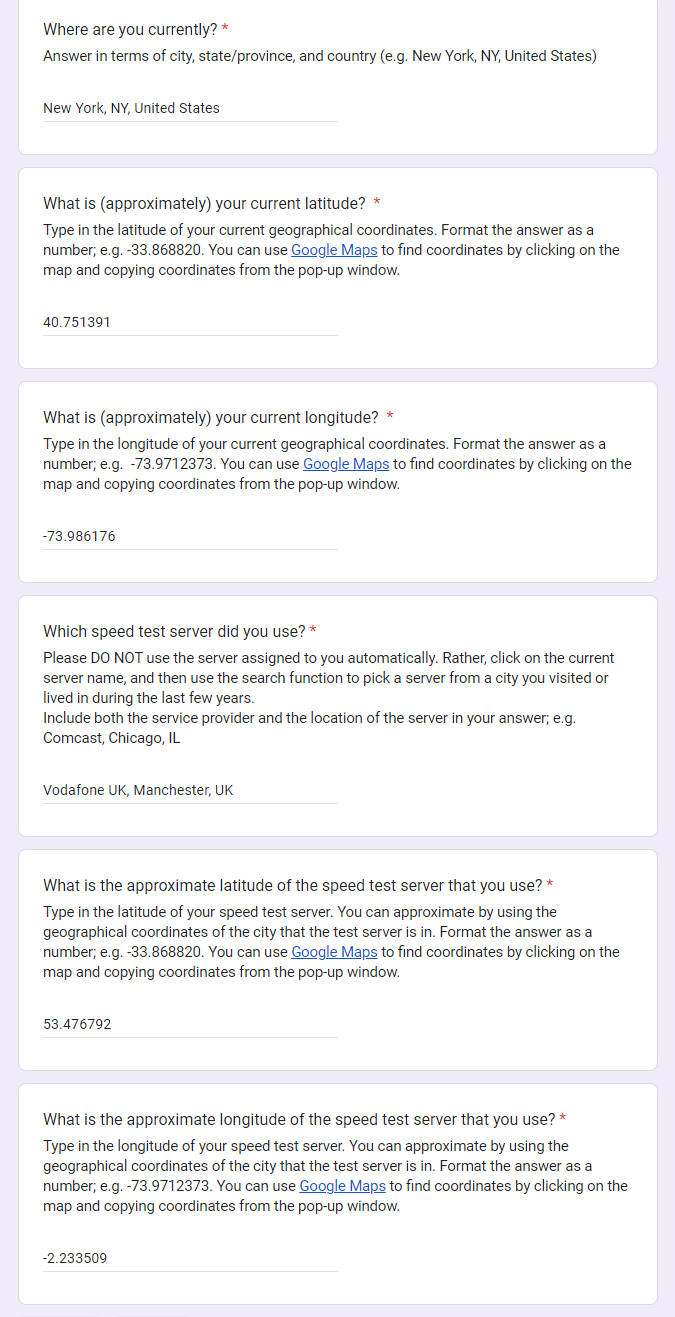 Where are you currently? *
Answer in terms of city, state/province, and country (e.g. New York, NY, United States)
New York, NY, United States
What is (approximately) your current latitude? *
Type in the latitude of your current geographical coordinates. Format the answer as a
number; e.g. -33.868820. You can use Google Maps to find coordinates by clicking on the
map and copying coordinates from the pop-up window.
40.751391
What is (approximately) your current longitude? *
Type in the longitude of your current geographical coordinates. Format the answer as a
number; e.g. -73.9712373. You can use Google Maps to find coordinates by clicking on the
map and copying coordinates from the pop-up window.
-73.986176
Which speed test server did you use? *
Please DO NOT use the server assigned to you automatically. Rather, click on the current
server name, and then use the search function to pick a server from a city you visited or
lived in during the last few years.
Include both the service provider and the location of the server in your answer; e.g.
Comcast, Chicago, IL
Vodafone UK, Manchester, UK
What is the approximate latitude of the speed test server that you use? *
Type in the latitude of your speed test server. You can approximate by using the
geographical coordinates of the city that the test server is in. Format the answer as a
number; e.g. -33.868820. You can use Google Maps to find coordinates by clicking on the
map and copying coordinates from the pop-up window.
53.476792
What is the approximate longitude of the speed test server that you use? *
Type in the longitude of your speed test server. You can approximate by using the
geographical coordinates of the city that the test server is in. Format the answer as a
number; e.g. -73.9712373. You can use Google Maps to find coordinates by clicking on the
map and copying coordinates from the pop-up window.
-2.233509